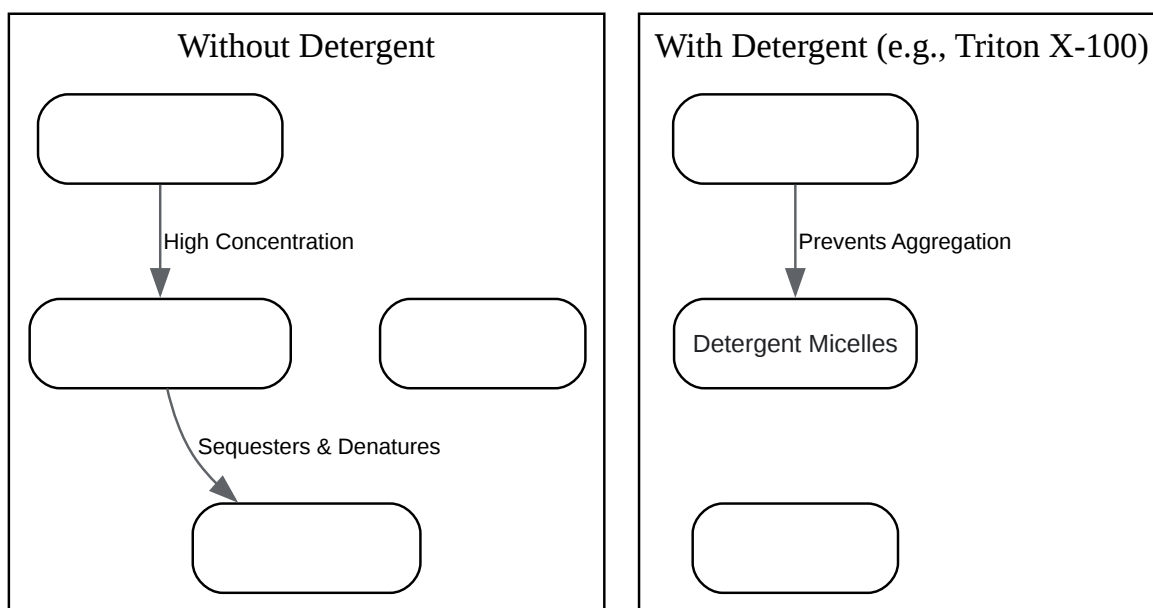 Without Detergent
High Concentration
Sequesters & Denatures
With Detergent (e.g., Triton X-100)
Prevents Aggregation
Detergent Micelles